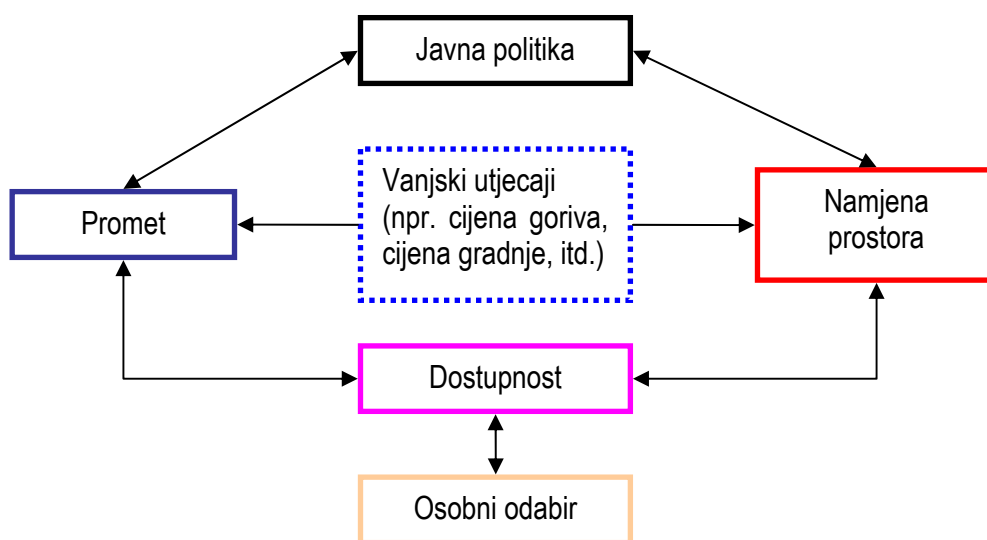 Javna politika
Vanjski utjecaji
(npr. cijena goriva,
cijena gradnje, itd.)
Promet
Namjena
prostora
Dostupnost
Osobni odabir